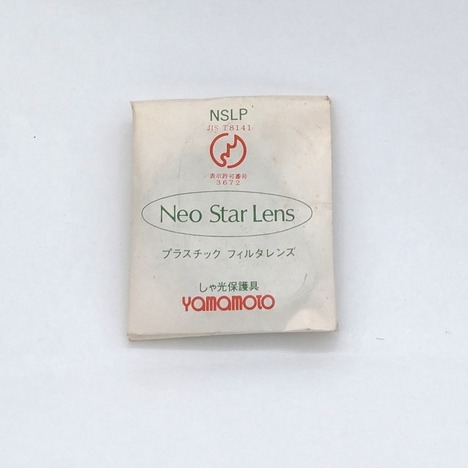 NSLP
JIS T8141
表示許可番号
3672
Neo Star Lens
プラスチック フィルタレンズ
しゃ光保護具
YAMAMOTO